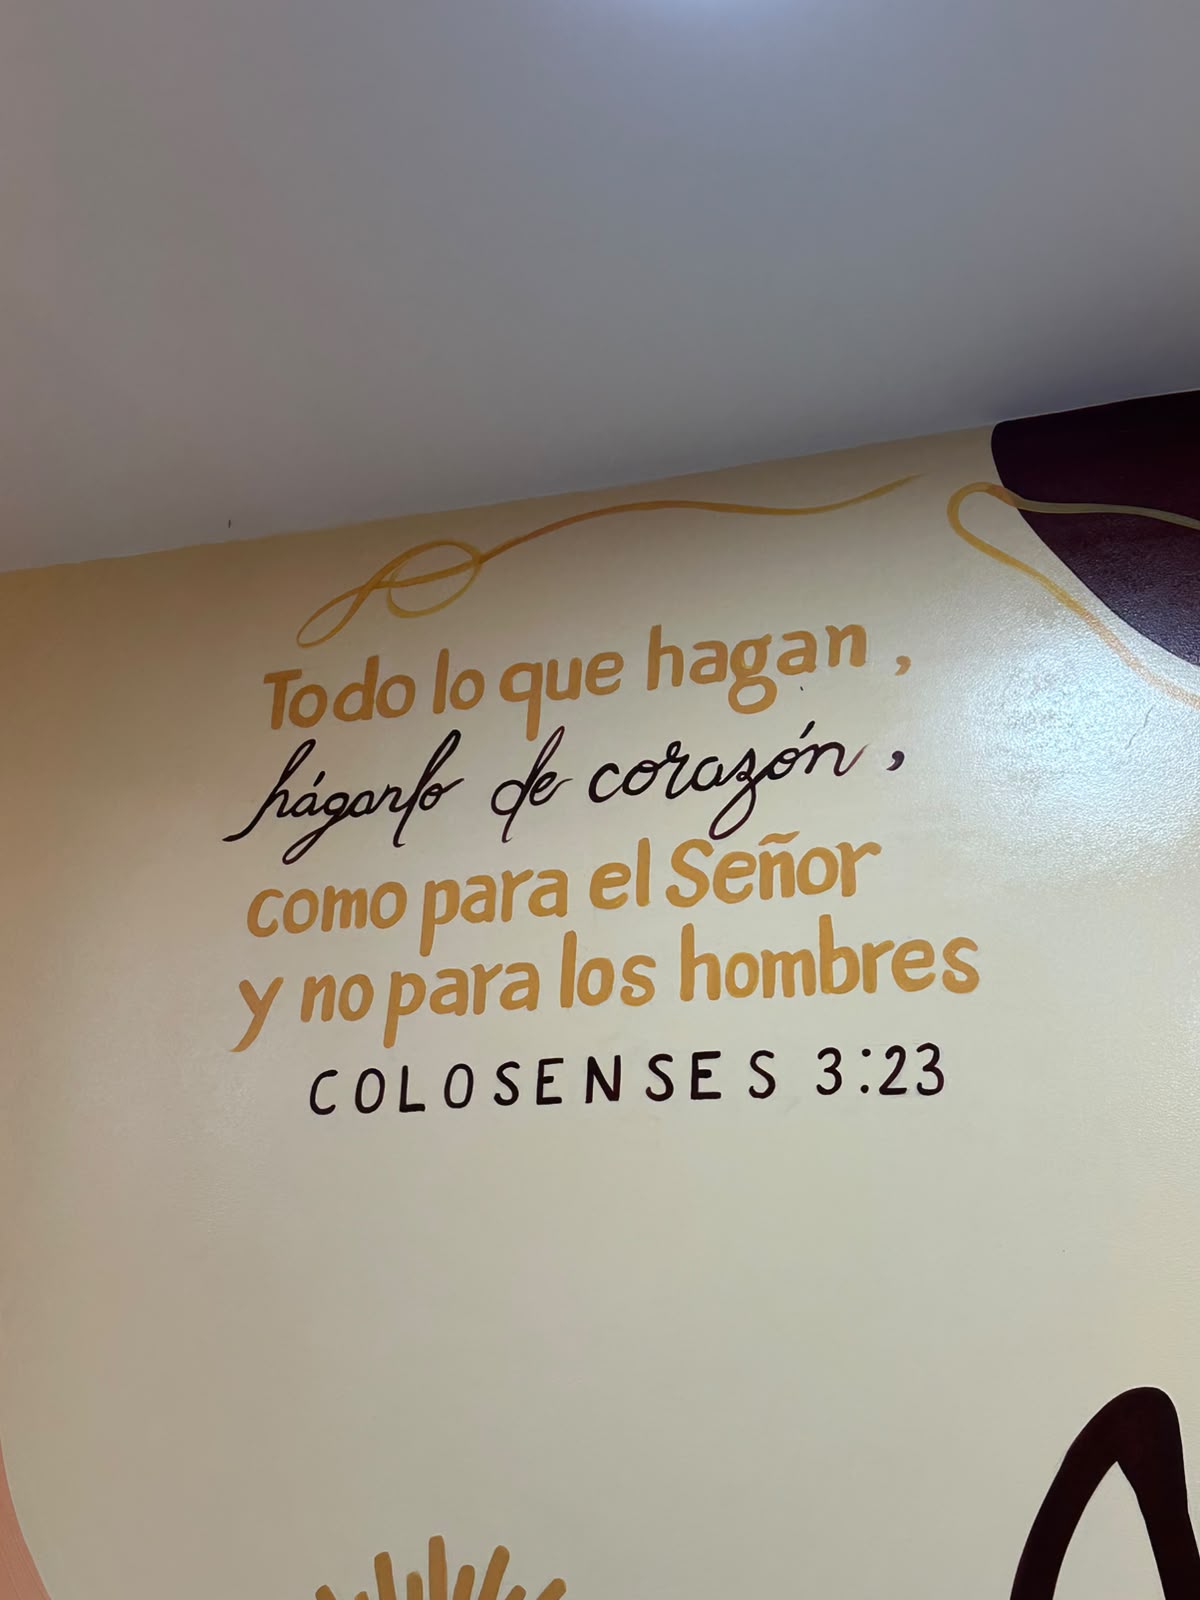 Todo lo que hagan,
háganlo de corazón,
como para el Señor
y no para los hombres
COLOSENSES 3:23